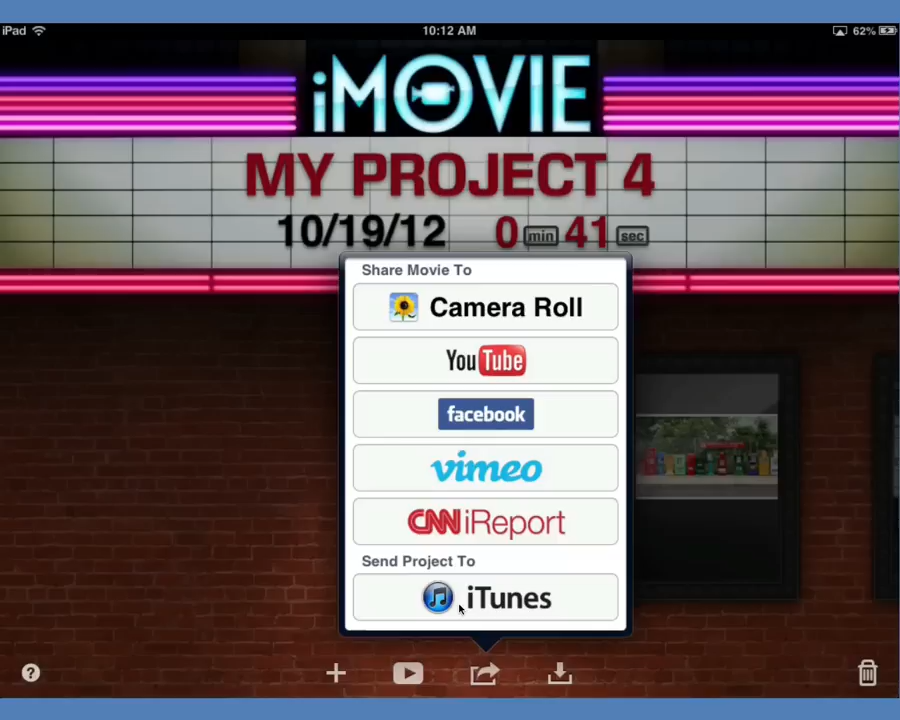 iPad 10:12 AM 62%
iMOVIE
MY PROJECT 4
10/19/12 0 min 41 sec
Share Movie To
Camera Roll
YouTube
facebook
vimeo
CNN iReport
Send Project To
iTunes
?